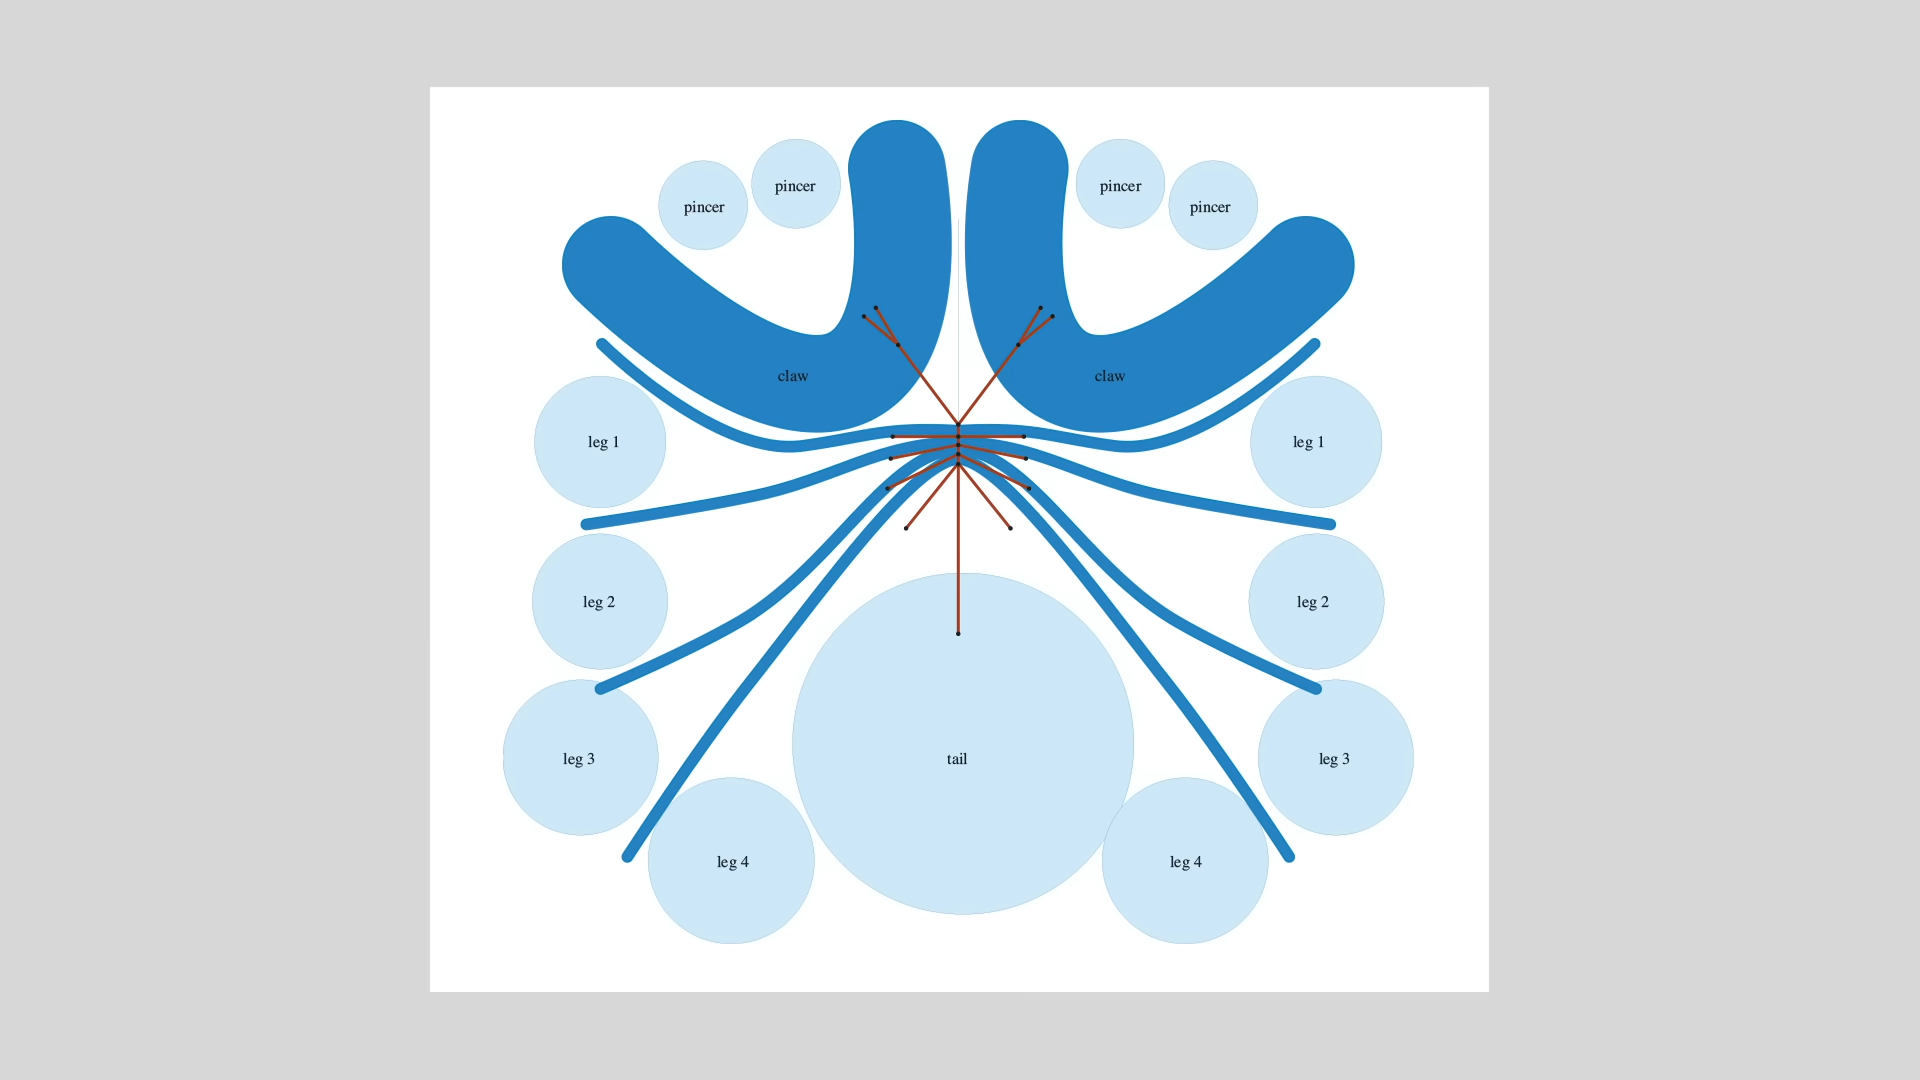 pincer
pincer
pincer
pincer
claw
claw
leg 1
leg 1
leg 2
leg 2
leg 3
tail
leg 3
leg 4
leg 4